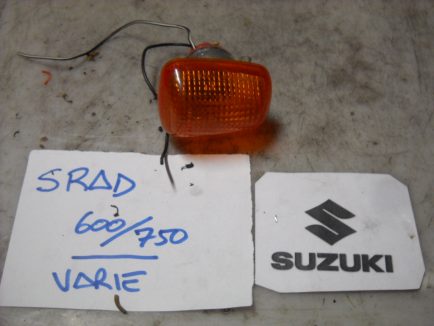 SRAD
600/750
VARIE
SUZUKI